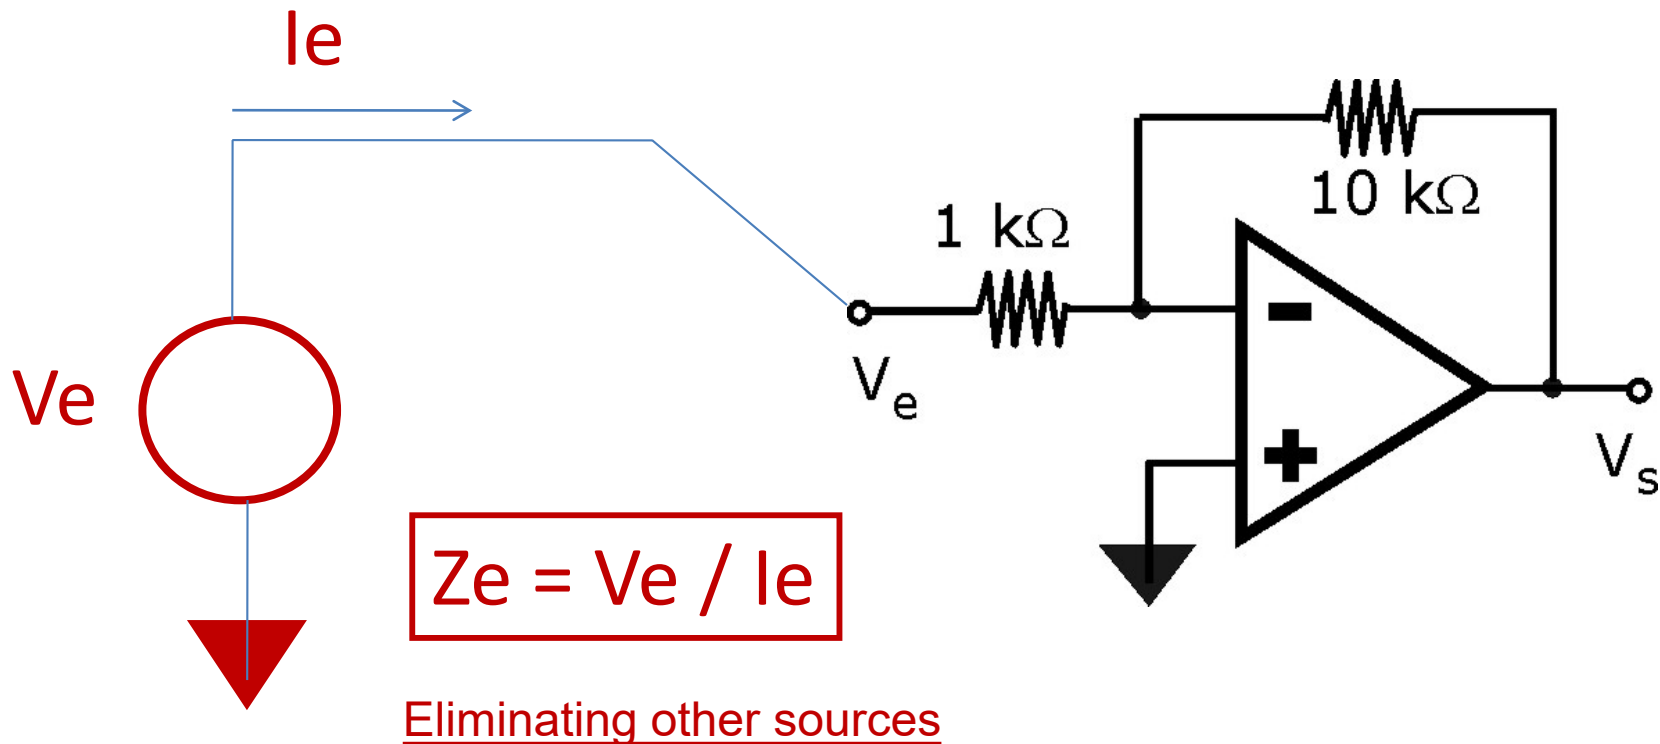 Ie
10 kΩ
1 kΩ
Ve
Ve
Vs
Ze = Ve / Ie
Eliminating other sources